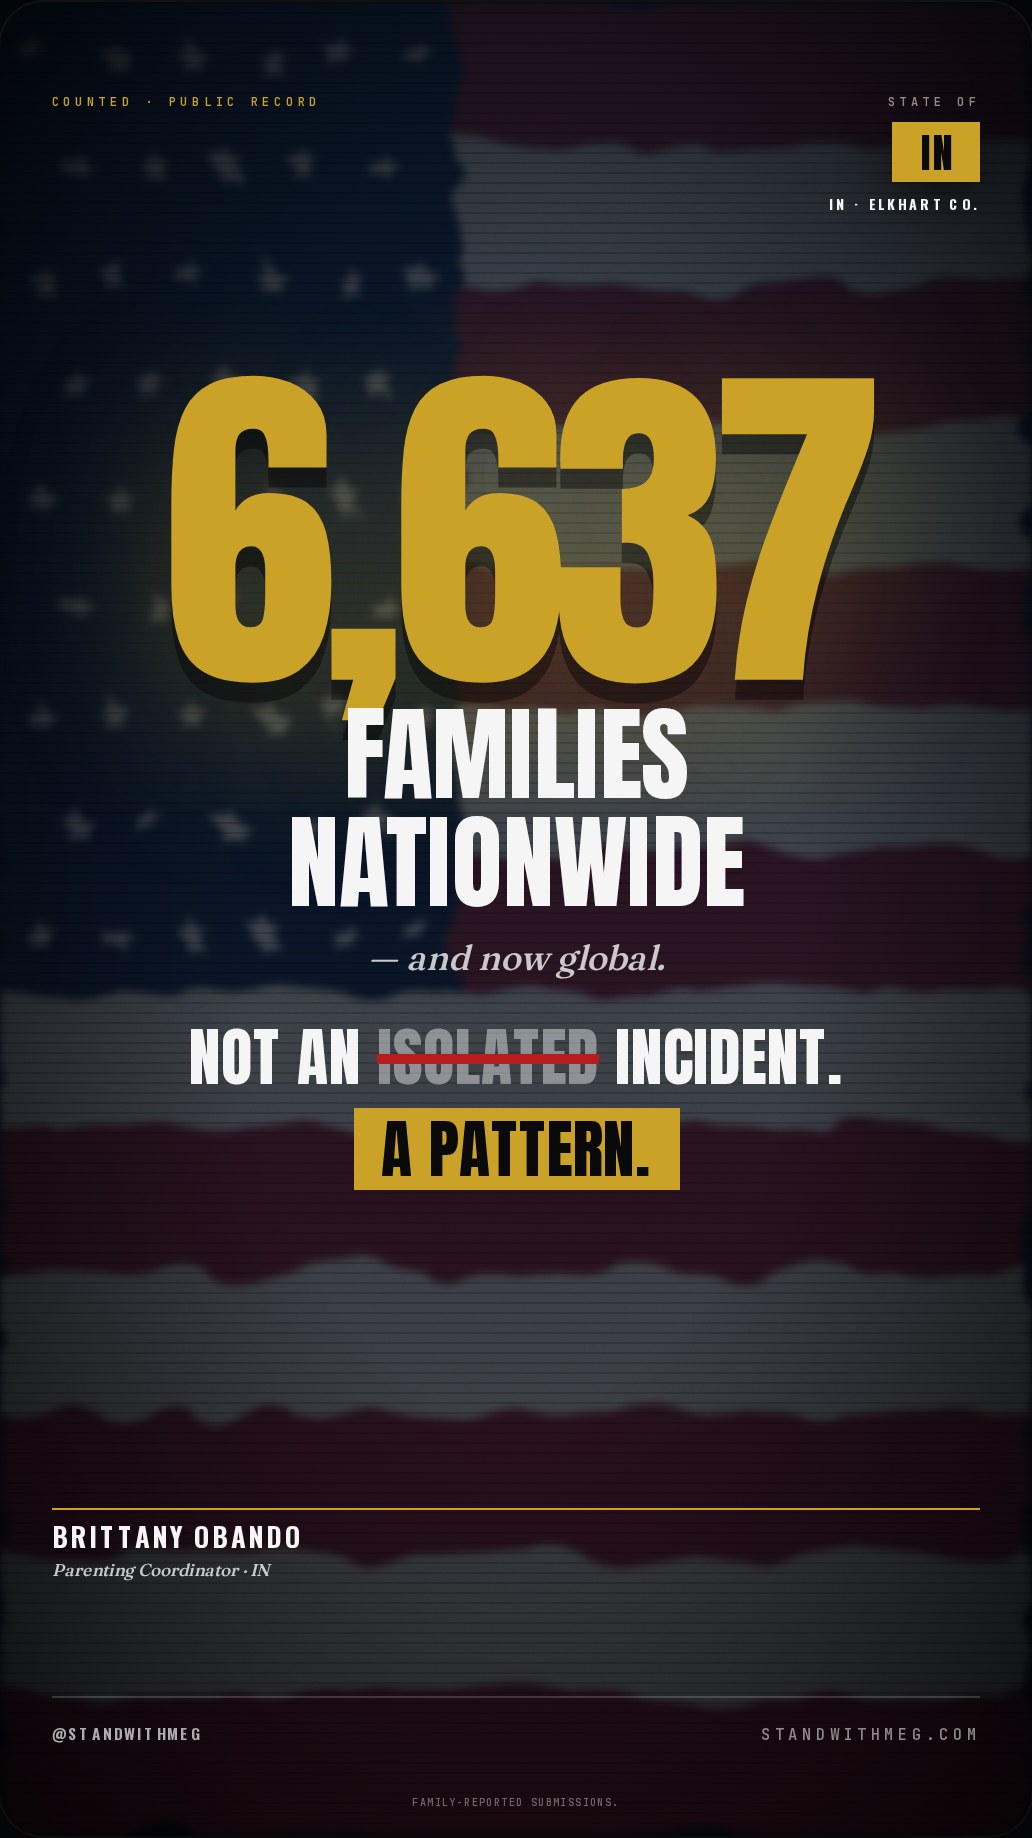 COUNTED · PUBLIC RECORD
STATE OF
IN
IN · ELKHART CO.
6,637
FAMILIES
NATIONWIDE
— and now global.
NOT AN ISOLATED INCIDENT.
A PATTERN.
BRITTANY OBANDO
Parenting Coordinator · IN
@STANDWITHMEG
STANDWITHMEG.COM
FAMILY-REPORTED SUBMISSIONS.